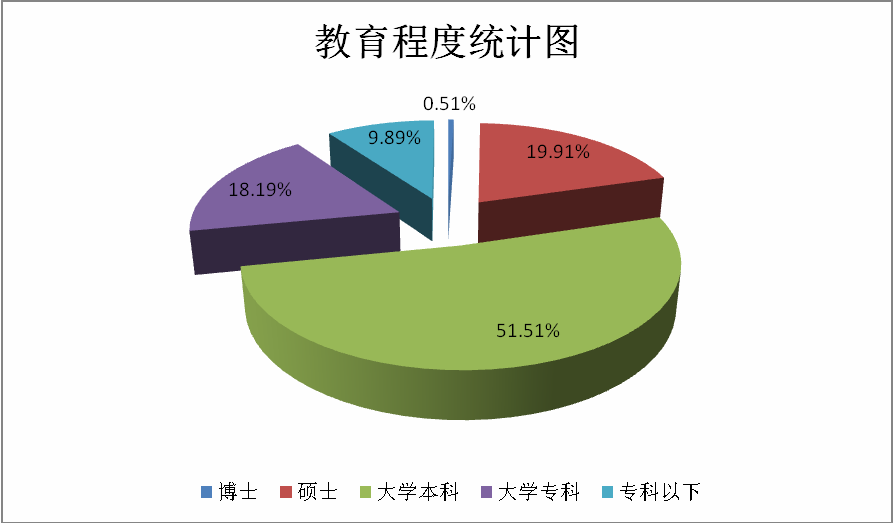 教育程度统计图
0.51%
9.89%
19.91%
18.19%
51.51%
博士 硕士 大学本科 大学专科 专科以下